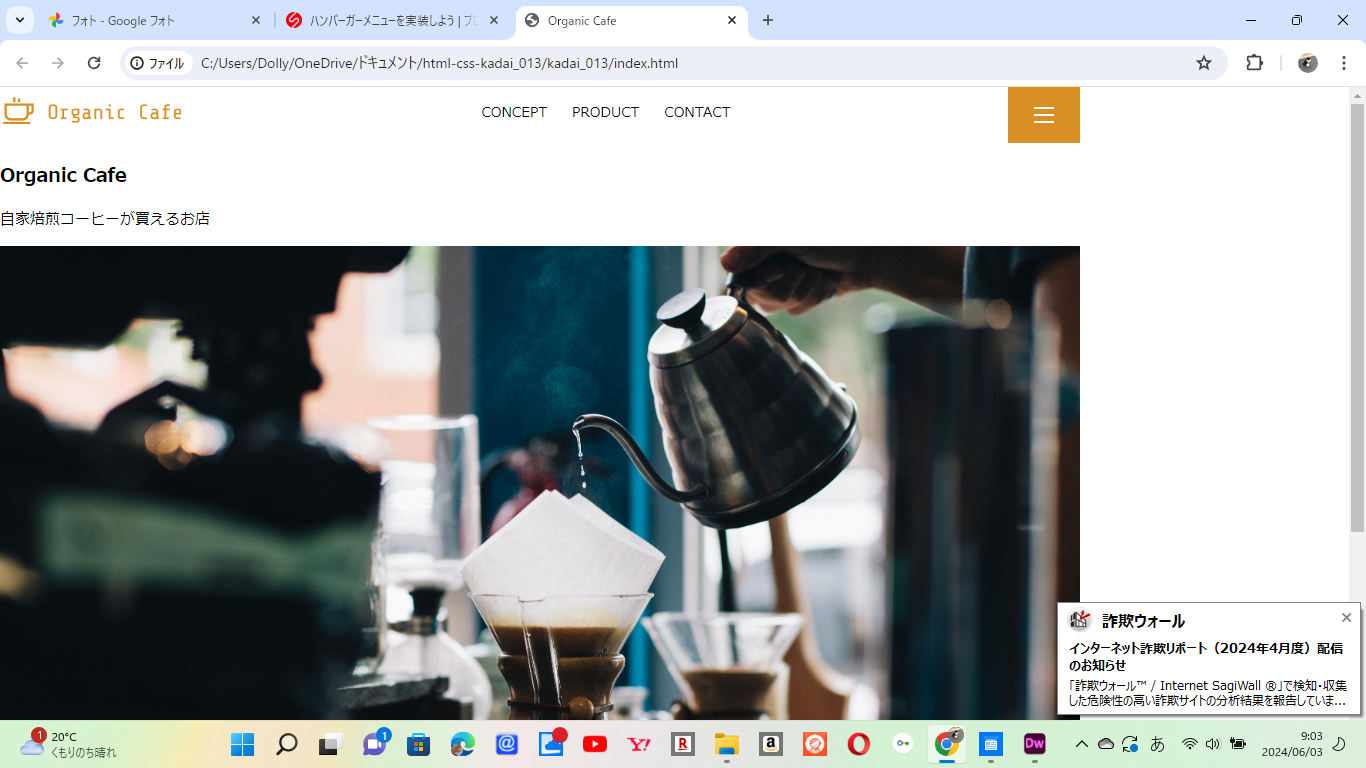 フォト - Google フォト
ハンバーガーメニューを実装しよう | プ
Organic Cafe
ファイル
C:/Users/Dolly/OneDrive/ドキュメント/html-css-kadai_013/kadai_013/index.html
Organic Cafe
CONCEPT PRODUCT CONTACT
Organic Cafe
自家焙煎コーヒーが買えるお店
詐欺ウォール
インターネット詐欺リポート（2024年4月度）配信
のお知らせ
「詐欺ウォール™ / Internet SagiWall ®」で検知・収集
した危険性の高い詐欺サイトの分析結果を報告していま...
1
20°C
くもりのち晴れ
1
@
Y!
R
a
Dw
あ
9:03
2024/06/03